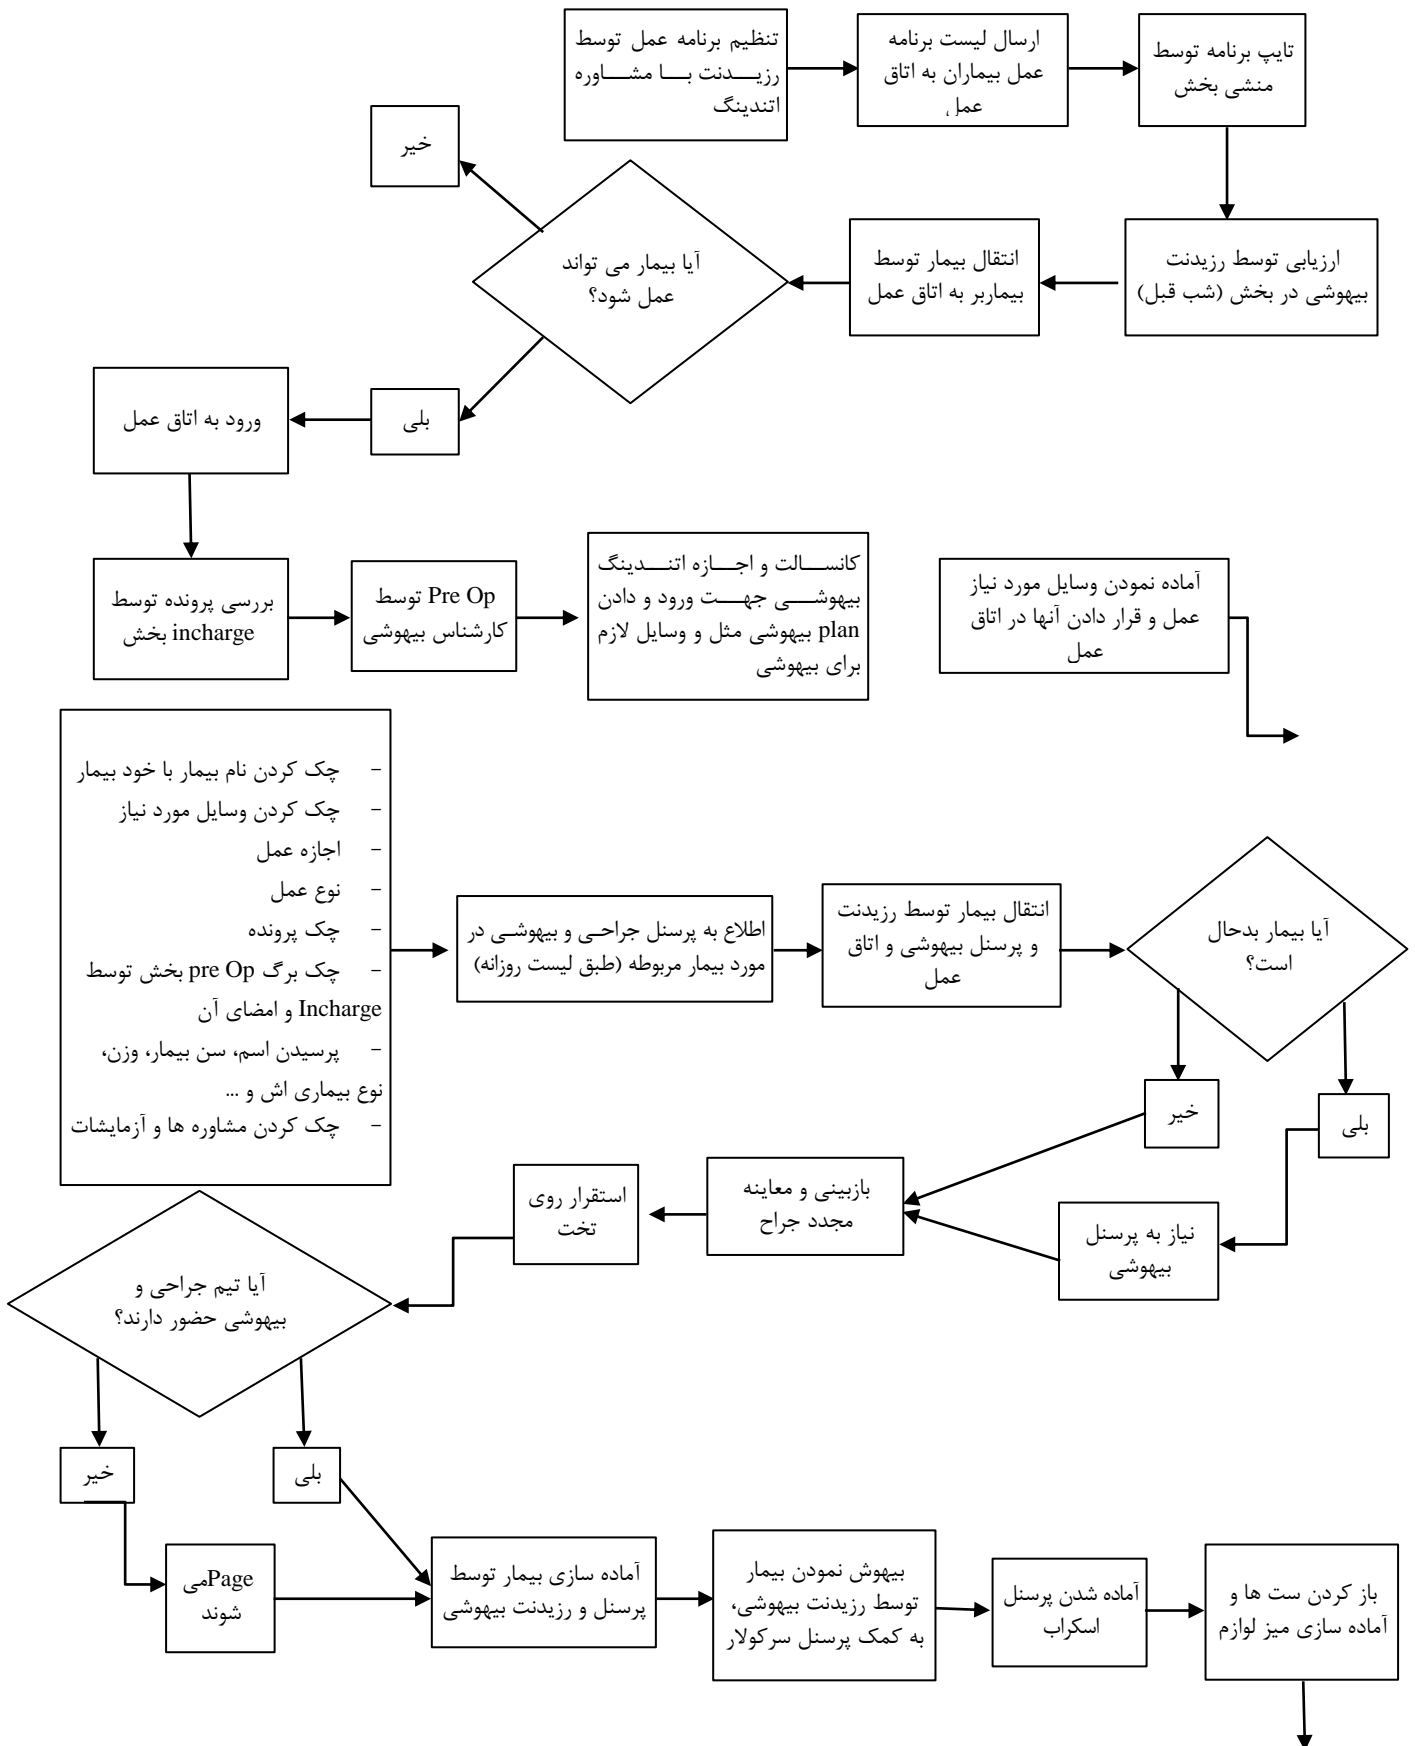 تنظیم برنامه عمل توسط
رزیدنت با مشاوره
اتندینگ
ارسال لیست برنامه
عمل بیماران به اتاق
عمل
تایپ برنامه توسط
منشی بخش
ارزیابی توسط رزیدنت
بیهوشی در بخش (شب قبل)
انتقال بیمار توسط
بیماربر به اتاق عمل
آیا بیمار می تواند
عمل شود؟
خیر
بلی
ورود به اتاق عمل
بررسی پرونده توسط
incharge بخش
Pre Op توسط
کارشناس بیهوشی
کانسالت و اجازه اتندینگ
بیهوشی جهت ورود و دادن
plan بیهوشی مثل و وسایل لازم
برای بیهوشی
آماده نمودن وسایل مورد نیاز
عمل و قرار دادن آنها در اتاق
عمل
- چک کردن نام بیمار با خود بیمار
- چک کردن وسایل مورد نیاز
- اجازه عمل
- نوع عمل
- چک پرونده
- چک برگ pre Op بخش توسط
Incharge و امضای آن
- پرسیدن اسم، سن بیمار، وزن،
نوع بیماری اش و ...
- چک کردن مشاوره ها و آزمایشات
اطلاع به پرسنل جراحی و بیهوشی در
مورد بیمار مربوطه (طبق لیست روزانه)
انتقال بیمار توسط رزیدنت
و پرسنل بیهوشی و اتاق
عمل
آیا بیمار بدحال
است؟
خیر
بلی
نیاز به پرسنل
بیهوشی
بازبینی و معاینه
مجدد جراح
استقرار روی
تخت
آیا تیم جراحی و
بیهوشی حضور دارند؟
خیر
بلی
Pageمی
شوند
آماده سازی بیمار توسط
پرسنل و رزیدنت بیهوشی
بیهوش نمودن بیمار
توسط رزیدنت بیهوشی،
به کمک پرسنل سرکولار
آماده شدن پرسنل
اسکراب
باز کردن ست ها و
آماده سازی میز لوازم